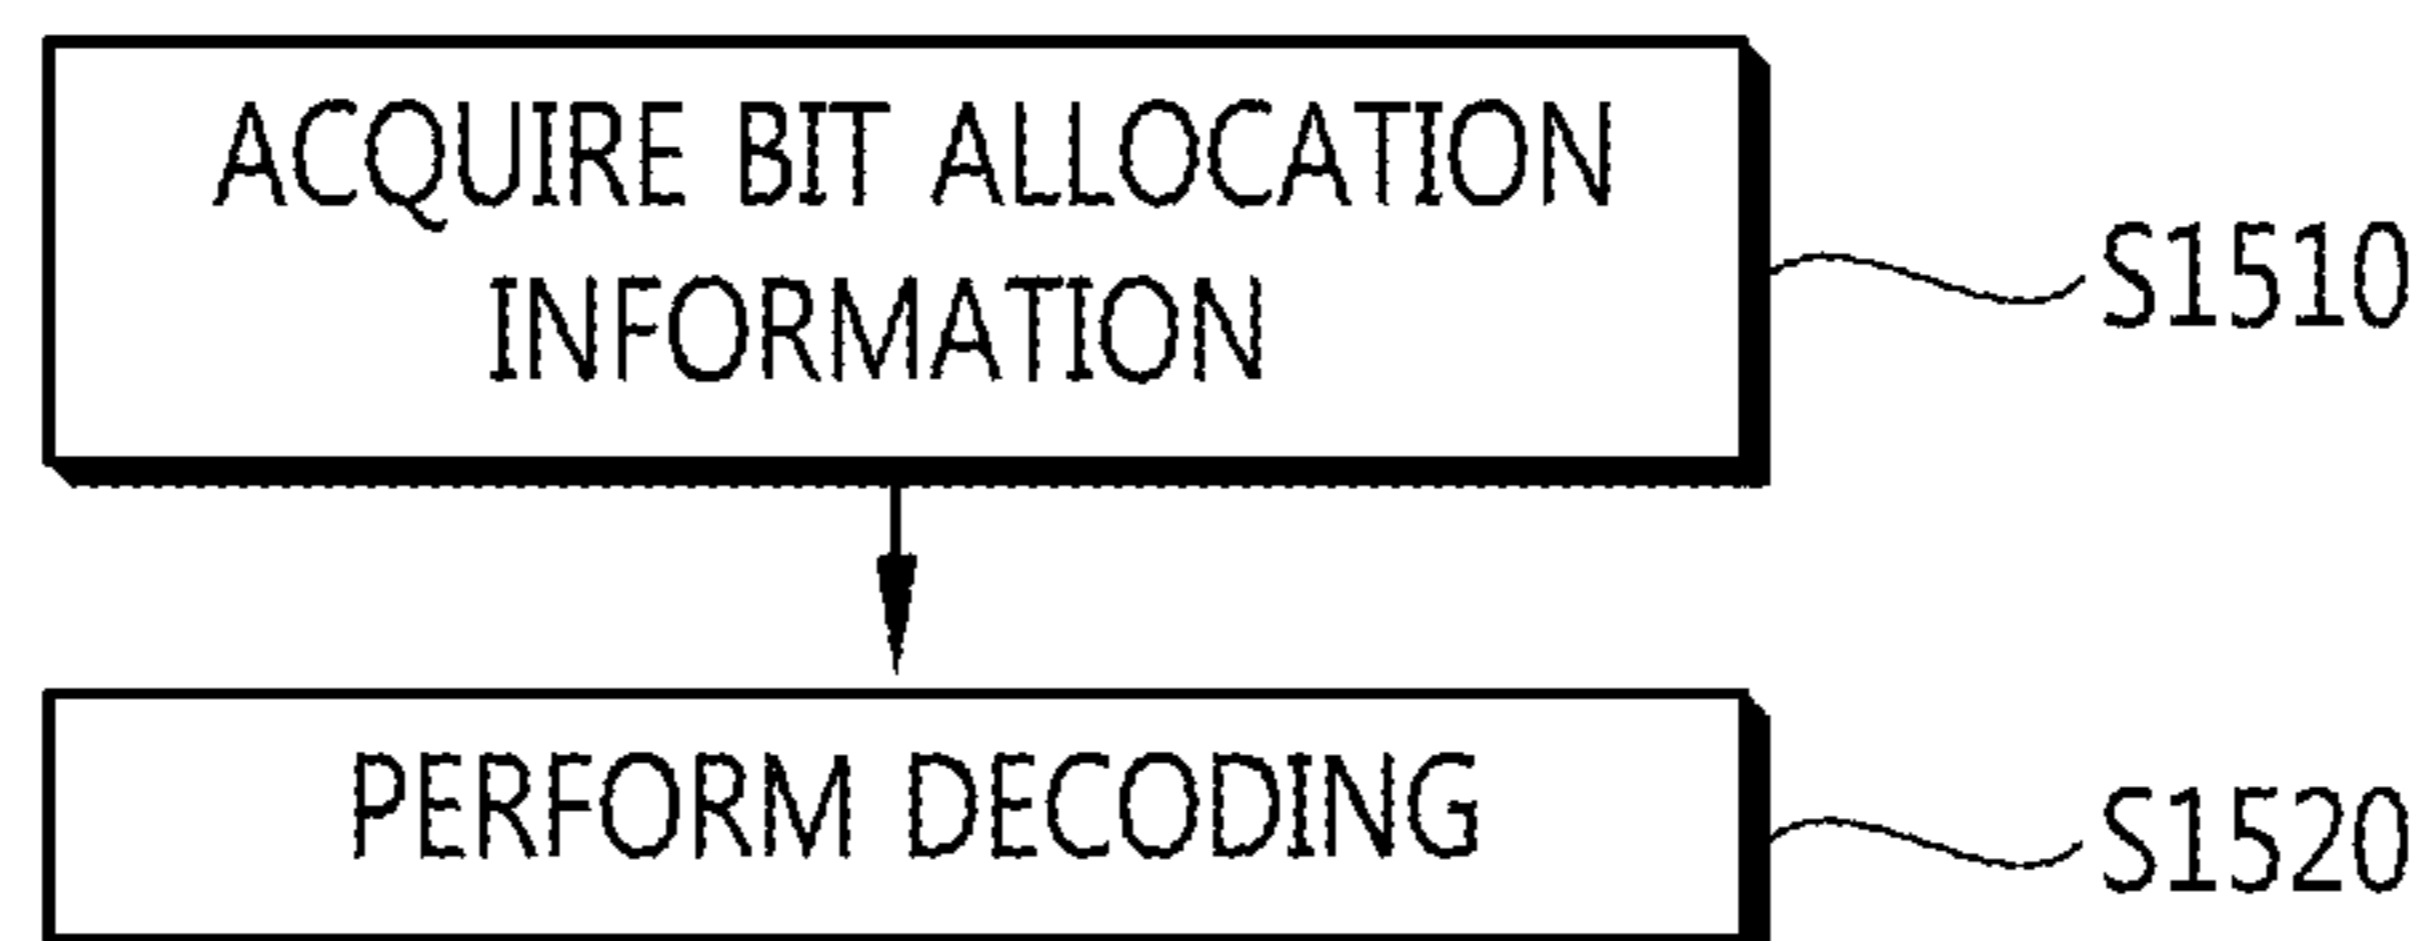 ACQUIRE BIT ALLOCATION
INFORMATION
S1510
PERFORM DECODING
S1520